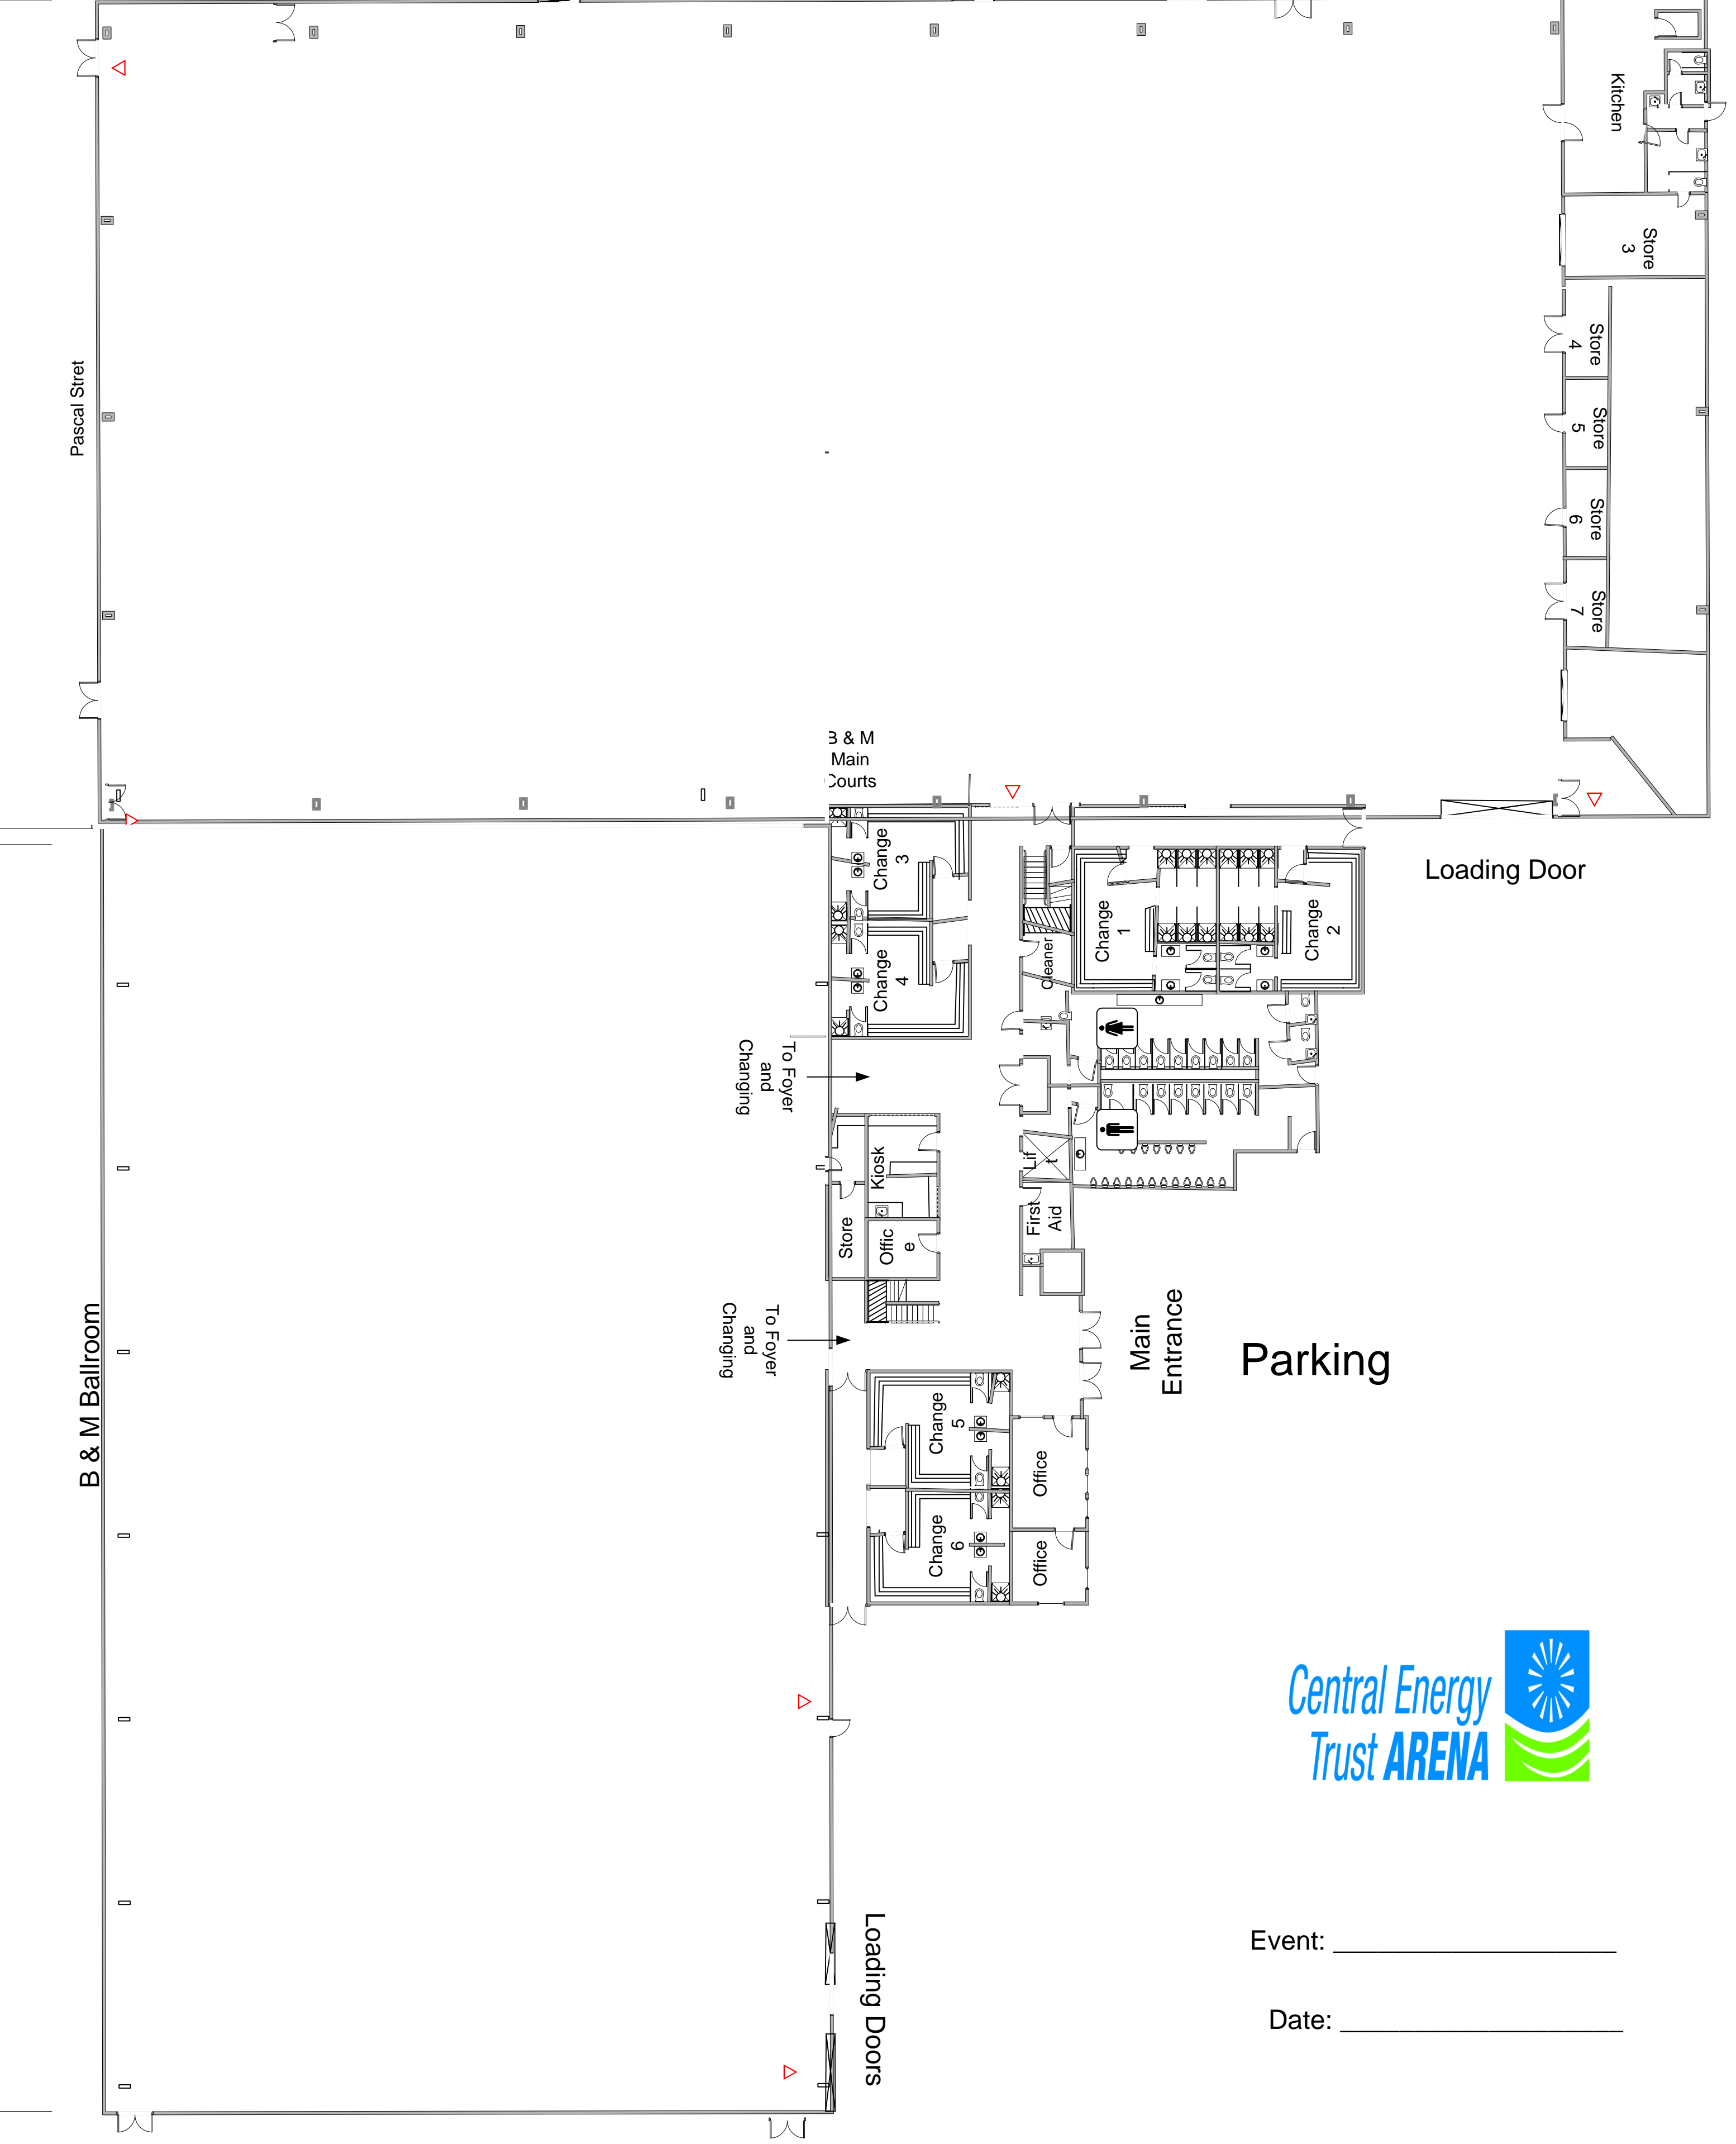 Kitchen
Store
3
Store
4
Pascal Stret
Store
5
Store
6
Store
7
B & M
Main
Courts
Loading Door
Change
3
Change
4
Cleaner
Change
1
Change
2
To Foyer
and
Changing
Kiosk
Lif
t
Store
Offic
e
First
Aid
To Foyer
and
Changing
Main
Entrance
Parking
B & M Ballroom
Change
5
Office
Change
6
Office
Central Energy
Trust ARENA
Loading Doors
Event: ____________________
Date: ____________________